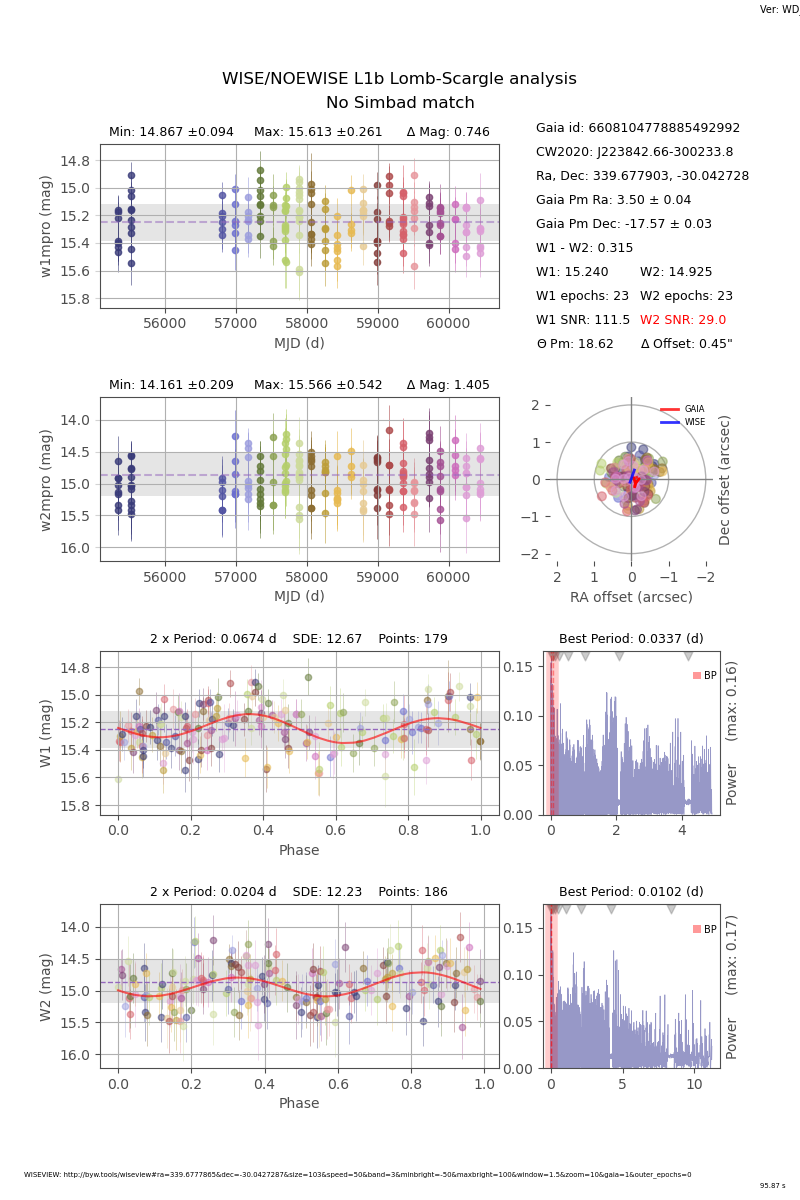 Ver: WD_
WISE/NOEWISE L1b Lomb-Scargle analysis
No Simbad match
Min: 14.867 ±0.094 Max: 15.613 ±0.261 Δ Mag: 0.746
14.8
15.0
15.2
15.4
15.6
15.8
w1mpro (mag)
56000 57000 58000 59000 60000
MJD (d)
Gaia id: 6608104778885492992
CW2020: J223842.66-300233.8
Ra, Dec: 339.677903, -30.042728
Gaia Pm Ra: 3.50 ± 0.04
Gaia Pm Dec: -17.57 ± 0.03
W1 - W2: 0.315
W1: 15.240 W2: 14.925
W1 epochs: 23 W2 epochs: 23
W1 SNR: 111.5 W2 SNR: 29.0
Θ Pm: 18.62 Δ Offset: 0.45"
Min: 14.161 ±0.209 Max: 15.566 ±0.542 Δ Mag: 1.405
14.0
14.5
15.0
15.5
16.0
w2mpro (mag)
56000 57000 58000 59000 60000
MJD (d)
GAIA
WISE
2
1
0
−1
−2
Dec offset (arcsec)
2 1 0 −1 −2
RA offset (arcsec)
2 x Period: 0.0674 d SDE: 12.67 Points: 179
14.8
15.0
15.2
15.4
15.6
15.8
W1 (mag)
0.0 0.2 0.4 0.6 0.8 1.0
Phase
Best Period: 0.0337 (d)
BP
0.15
0.10
0.05
0.00
Power (max: 0.16)
0 2 4
2 x Period: 0.0204 d SDE: 12.23 Points: 186
14.0
14.5
15.0
15.5
16.0
W2 (mag)
0.0 0.2 0.4 0.6 0.8 1.0
Phase
Best Period: 0.0102 (d)
BP
0.15
0.10
0.05
0.00
Power (max: 0.17)
0 5 10
WISEVIEW: http://byw.tools/wiseview#ra=339.6777865&dec=-30.0427287&size=103&speed=50&band=3&minbright=-50&maxbright=100&window=1.5&zoom=10&gaia=1&outer_epochs=0
95.87 s